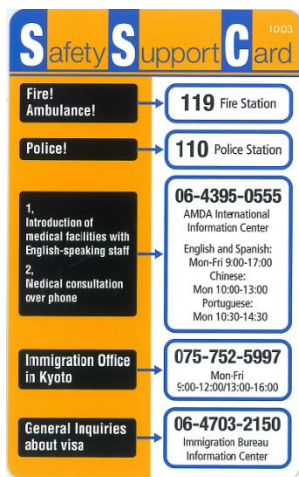 1003
Safety Support Card
Fire!
Ambulance!
119 Fire Station
Police!
110 Police Station
1,
Introduction of
medical facilities with
English-speaking staff
2,
Medical consultation
over phone
06-4395-0555
AMDA International
Information Center
English and Spanish:
Mon-Fri 9:00-17:00
Chinese:
Mon 10:00-13:00
Portuguese:
Mon 10:30-14:30
Immigration Office
in Kyoto
075-752-5997
Mon-Fri
9:00-12:00/13:00-16:00
General Inquiries
about visa
06-4703-2150
Immigration Bureau
Information Center